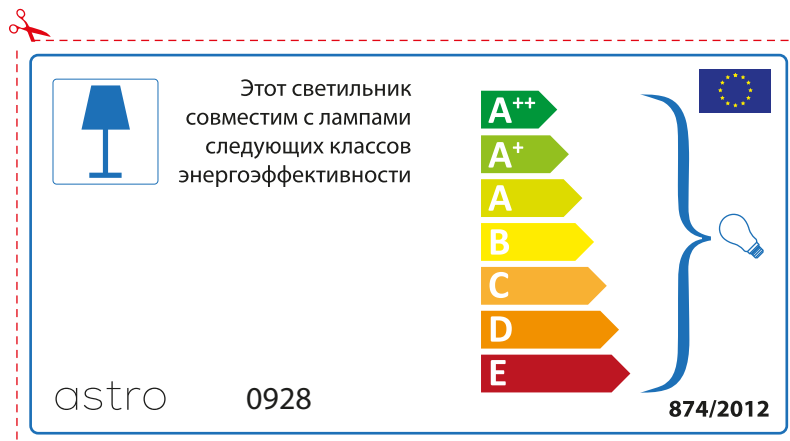 Этот светильник
совместим с лампами
следующих классов
энергоэффективности
A++
A+
A
B
C
D
E
astro
0928
874/2012